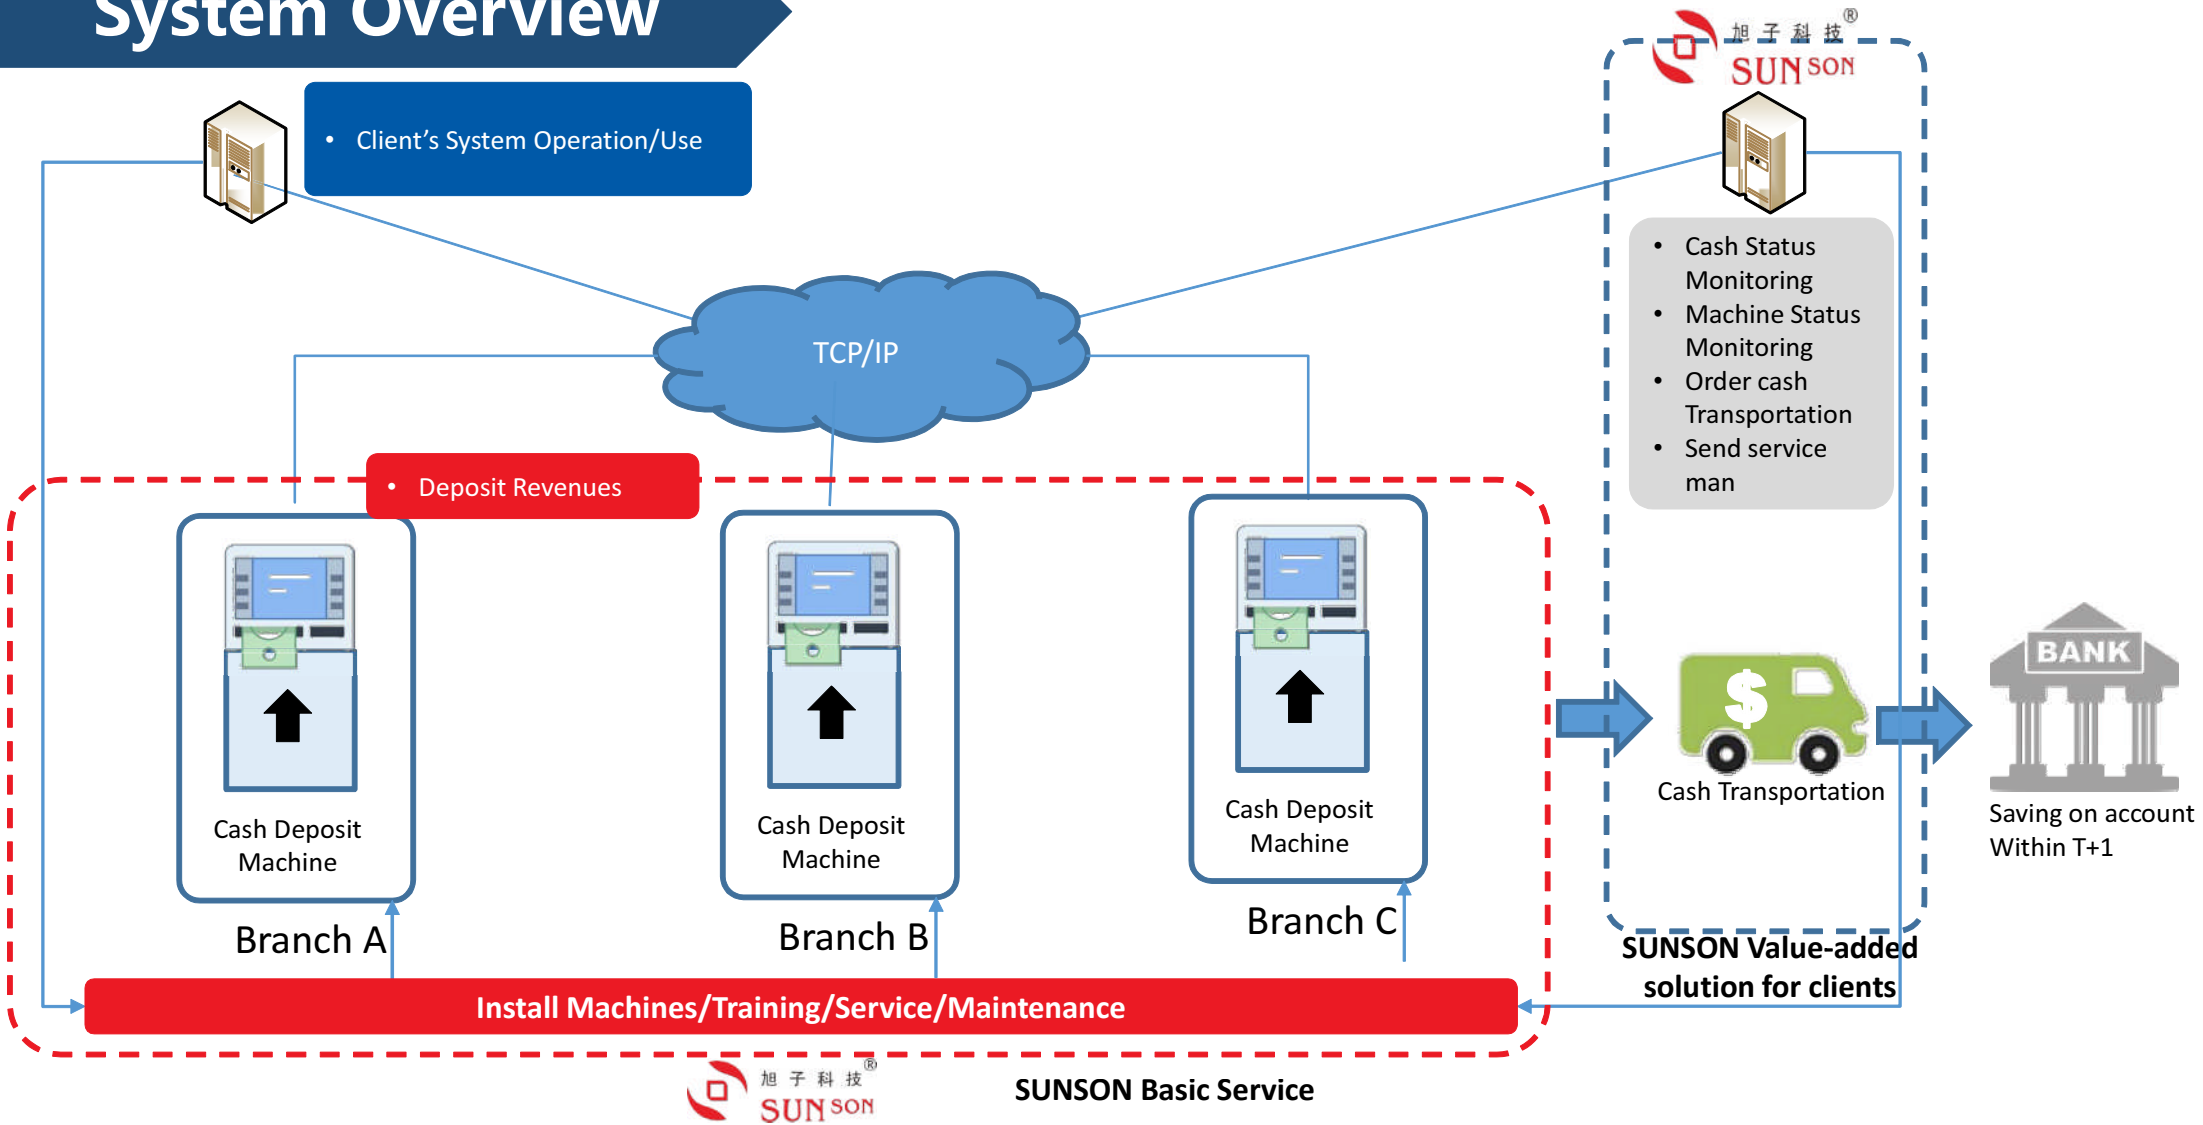 System Overview
旭子科技®
SUNSON
• Client's System Operation/Use
• Cash Status
Monitoring
• Machine Status
Monitoring
• Order cash
Transportation
• Send service
man
TCP/IP
• Deposit Revenues
Cash Deposit
Machine
Branch A
Cash Deposit
Machine
Branch B
Cash Deposit
Machine
Branch C
$
Cash Transportation
BANK
Saving on account
Within T+1
SUNSON Value-added
solution for clients
Install Machines/Training/Service/Maintenance
旭子科技®
SUNSON
SUNSON Basic Service